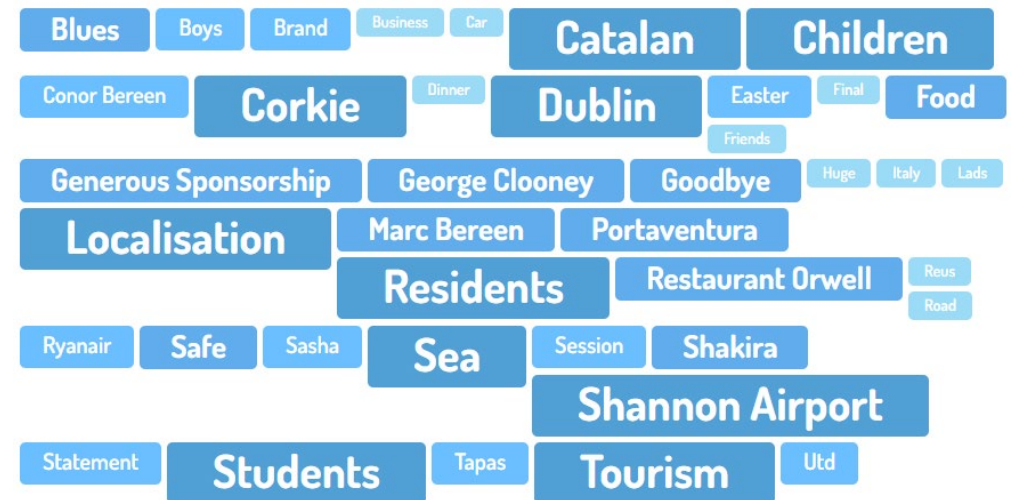 Blues Boys Brand Business Car Catalan Children
Conor Bereen Corkie Dinner Dublin Easter Final Food
Friends
Generous Sponsorship George Clooney Goodbye Huge Italy Lads
Localisation Marc Bereen Portaventura
Residents Restaurant Orwell Reus
Road
Ryanair Safe Sasha Sea Session Shakira
Shannon Airport
Statement Students Tapas Tourism Utd